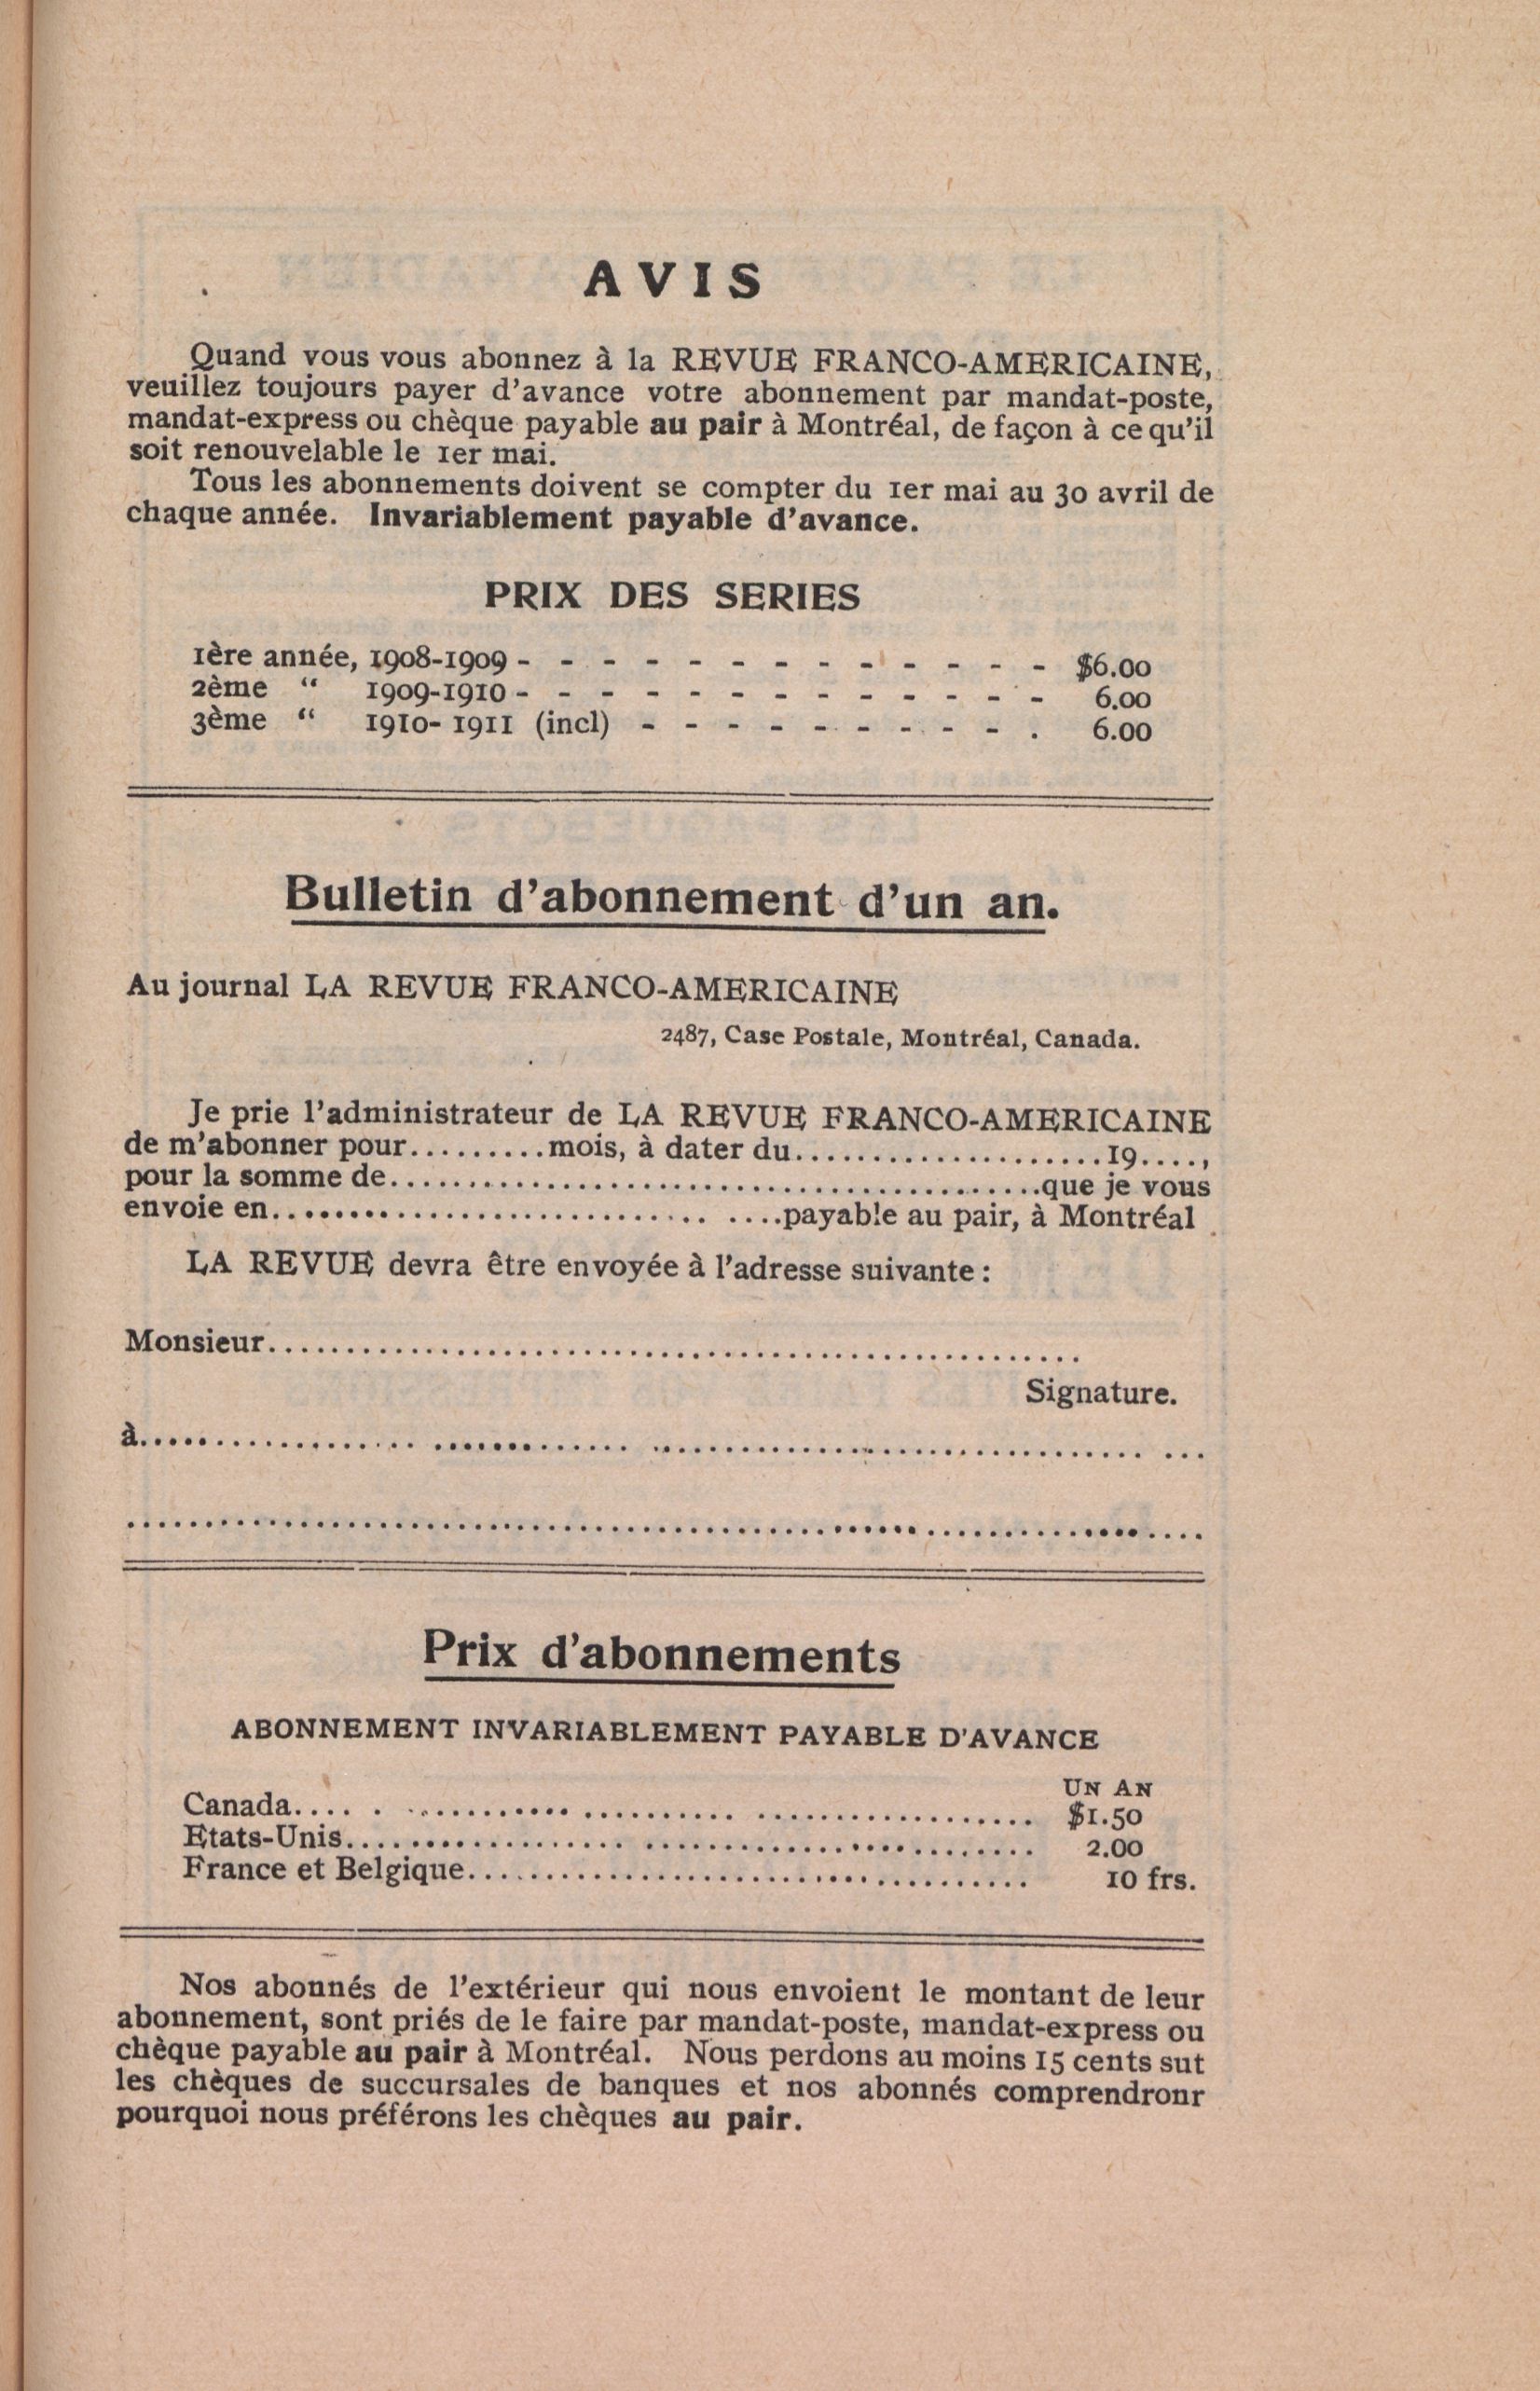 AVIS
Quand vous vous abonnez à la REVUE FRANCO-AMERICAINE,
veuillez toujours payer d'avance votre abonnement par mandat-poste,
mandat-express ou chèque payable au pair à Montréal, de façon à ce qu'il
soit renouvelable le 1er mai.
Tous les abonnements doivent se compter du 1er mai au 30 avril de
chaque année. Invariablement payable d'avance.
PRIX DES SERIES
1ère année, 1908-1909 - - - - - - - - - - - - - $6.00
2ème “ 1909-1910 - - - - - - - - - - - - - 6.00
3ème “ 1910- 1911 (incl) - - - - - - - - - . 6.00
Bulletin d'abonnement d'un an.
Au journal LA REVUE FRANCO-AMERICAINE
2487, Case Postale, Montréal, Canada.
Je prie l'administrateur de LA REVUE FRANCO-AMERICAINE
de m'abonner pour.........mois, à dater du....................19....,
pour la somme de..........................................que je vous
envoie en............................ ....payable au pair, à Montréal
LA REVUE devra être envoyée à l'adresse suivante :
Monsieur....................................................
Signature.
à.................. ............. ............................... ...
.....................................................................
Prix d'abonnements
ABONNEMENT INVARIABLEMENT PAYABLE D'AVANCE
UN AN
Canada.... . ........... .......... .................. $1.50
Etats-Unis.................. ......................... 2.00
France et Belgique.................................... 10 frs.
Nos abonnés de l'extérieur qui nous envoient le montant de leur
abonnement, sont priés de le faire par mandat-poste, mandat-express ou
chèque payable au pair à Montréal. Nous perdons au moins 15 cents sut
les chèques de succursales de banques et nos abonnés comprendronr
pourquoi nous préférons les chèques au pair.